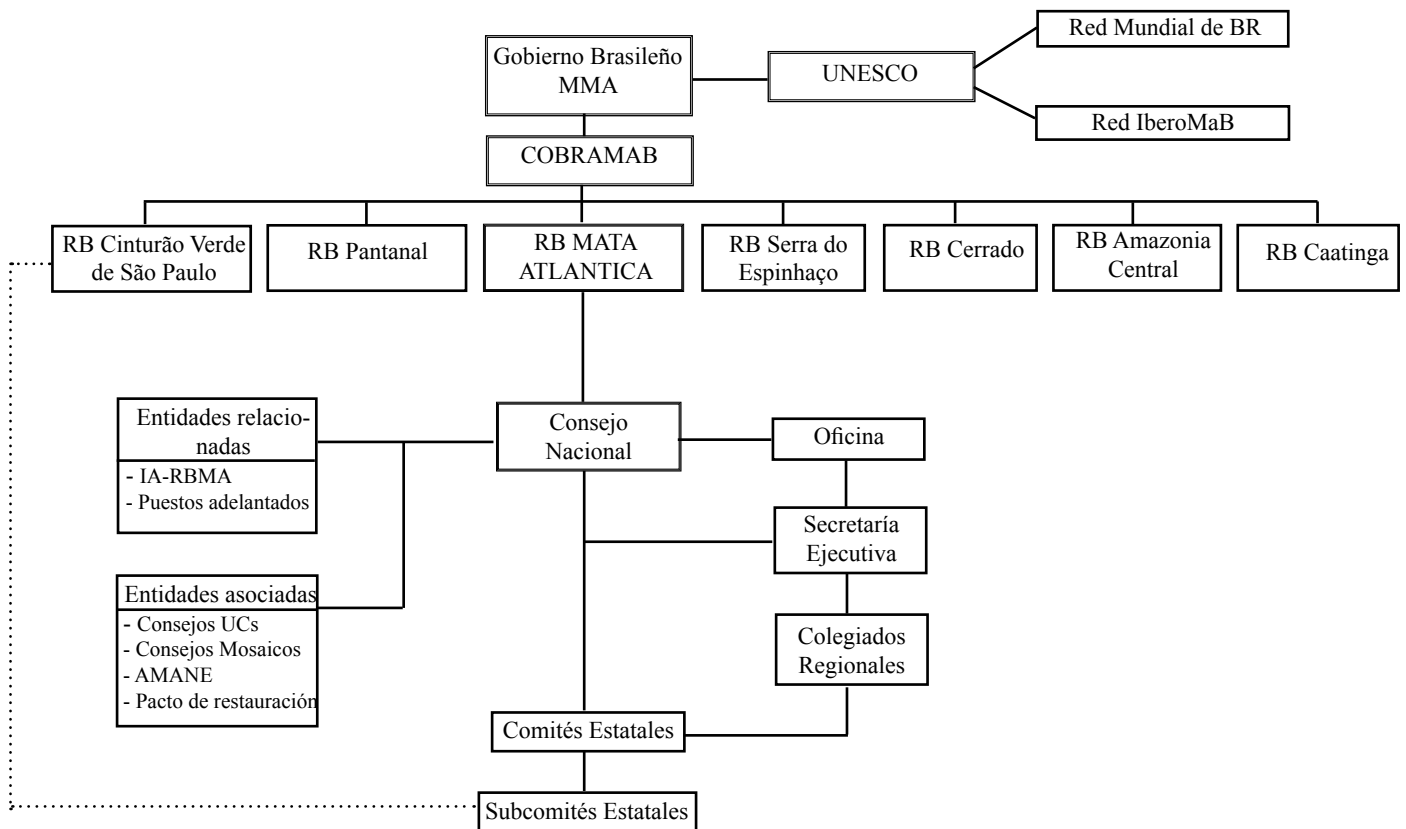 Gobierno Brasileño
MMA
UNESCO
Red Mundial de BR
Red IberoMaB
COBRAMAB
RB Cinturão Verde
de São Paulo
RB Pantanal
RB MATA
ATLANTICA
RB Serra do
Espinhaço
RB Cerrado
RB Amazonia
Central
RB Caatinga
Entidades relacio-
nadas
- IA-RBMA
- Puestos adelantados
Consejo
Nacional
Oficina
Secretaría
Ejecutiva
Entidades asociadas
- Consejos UCs
- Consejos Mosaicos
- AMANE
- Pacto de restauración
Colegiados
Regionales
Comités Estatales
Subcomités Estatales